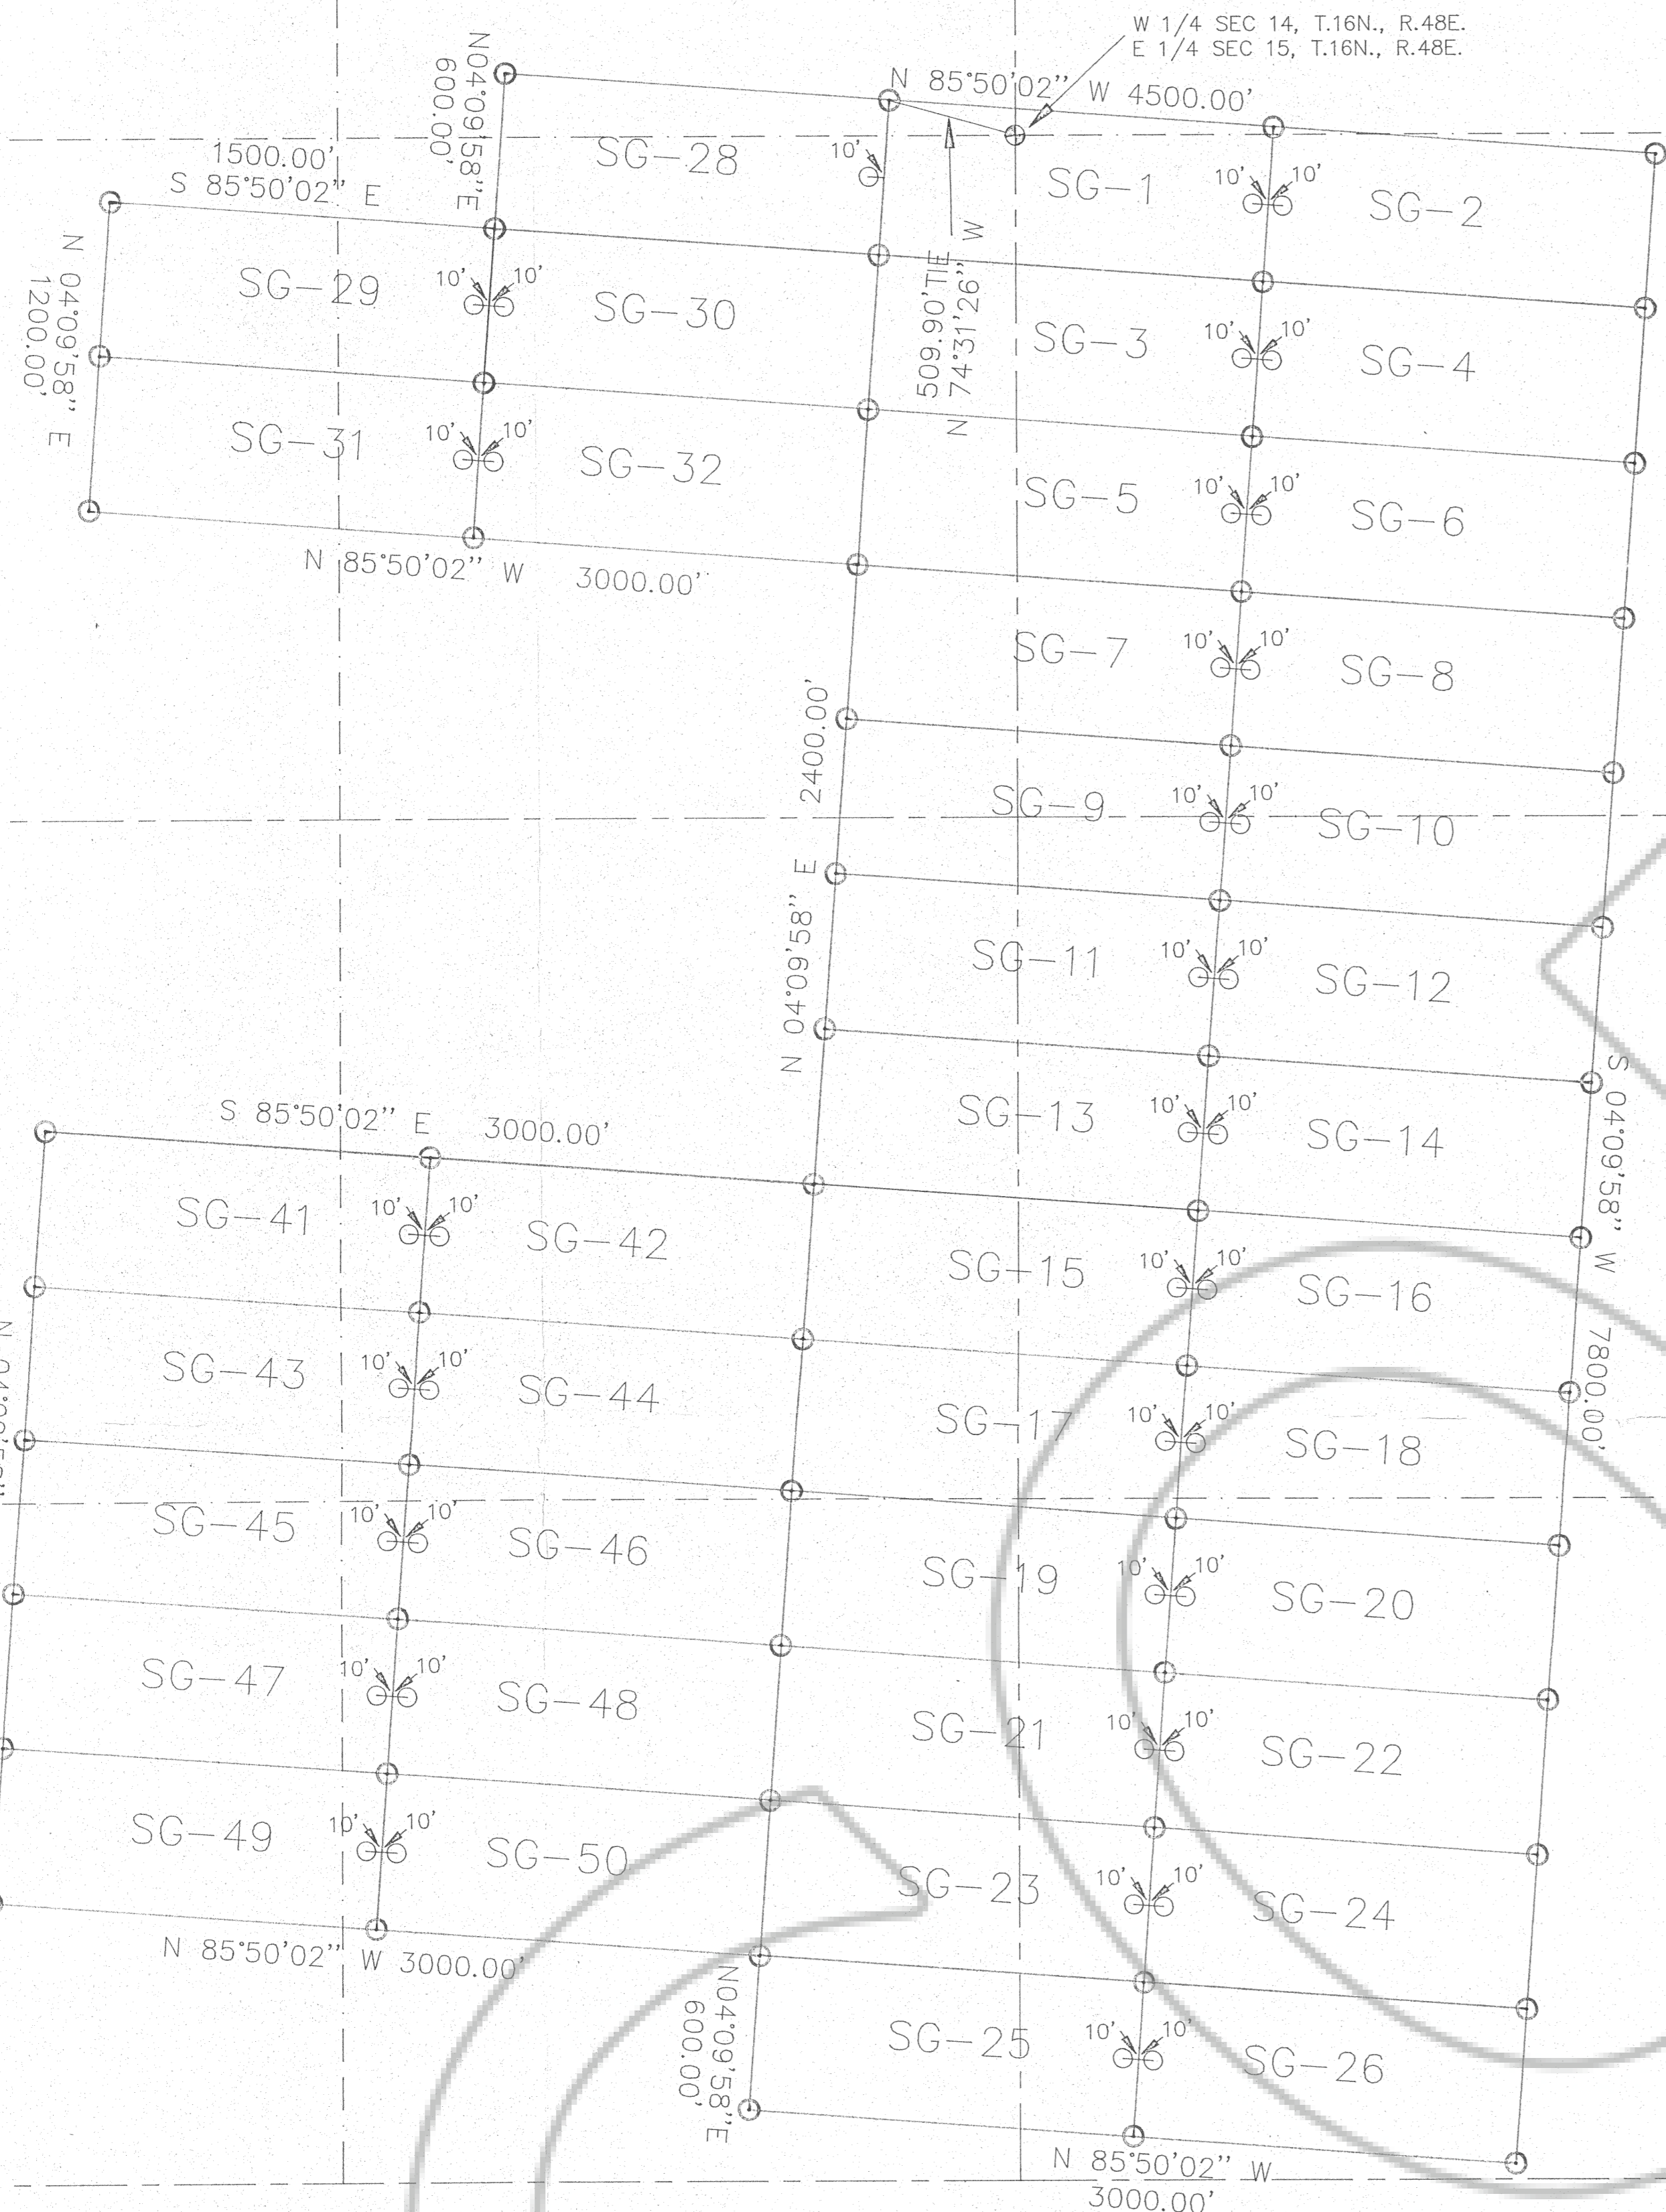 W 1/4 SEC 14, T.16N., R.48E.
E 1/4 SEC 15, T.16N., R.48E.
N 85°50'02" W 4500.00'
N04°09'58"E
600.00'
1500.00'
S 85°50'02" E
SG-28
10'
SG-1
10' 10'
SG-2
N 04°09'58" E
1200.00'
SG-29
10' 10'
SG-30
509.90'TIE
N 74°31'26" W
SG-3
10' 10'
SG-4
SG-31
10' 10'
SG-32
SG-5
10' 10'
SG-6
N 85°50'02" W 3000.00'
SG-7
10' 10'
SG-8
N 04°09'58" E 2400.00'
SG-9
10' 10'
SG-10
SG-11
10' 10'
SG-12
S 04°09'58" W 7800.00'
S 85°50'02" E 3000.00'
SG-13
10' 10'
SG-14
SG-41
10' 10'
SG-42
SG-15
10' 10'
SG-16
SG-43
10' 10'
SG-44
SG-17
10' 10'
SG-18
SG-45
10' 10'
SG-46
SG-19
10' 10'
SG-20
SG-47
10' 10'
SG-48
SG-21
10' 10'
SG-22
SG-49
10' 10'
SG-50
SG-23
10' 10'
SG-24
N 85°50'02" W 3000.00'
N04°09'58"E
600.00'
SG-25
10' 10'
SG-26
N 85°50'02" W
3000.00'